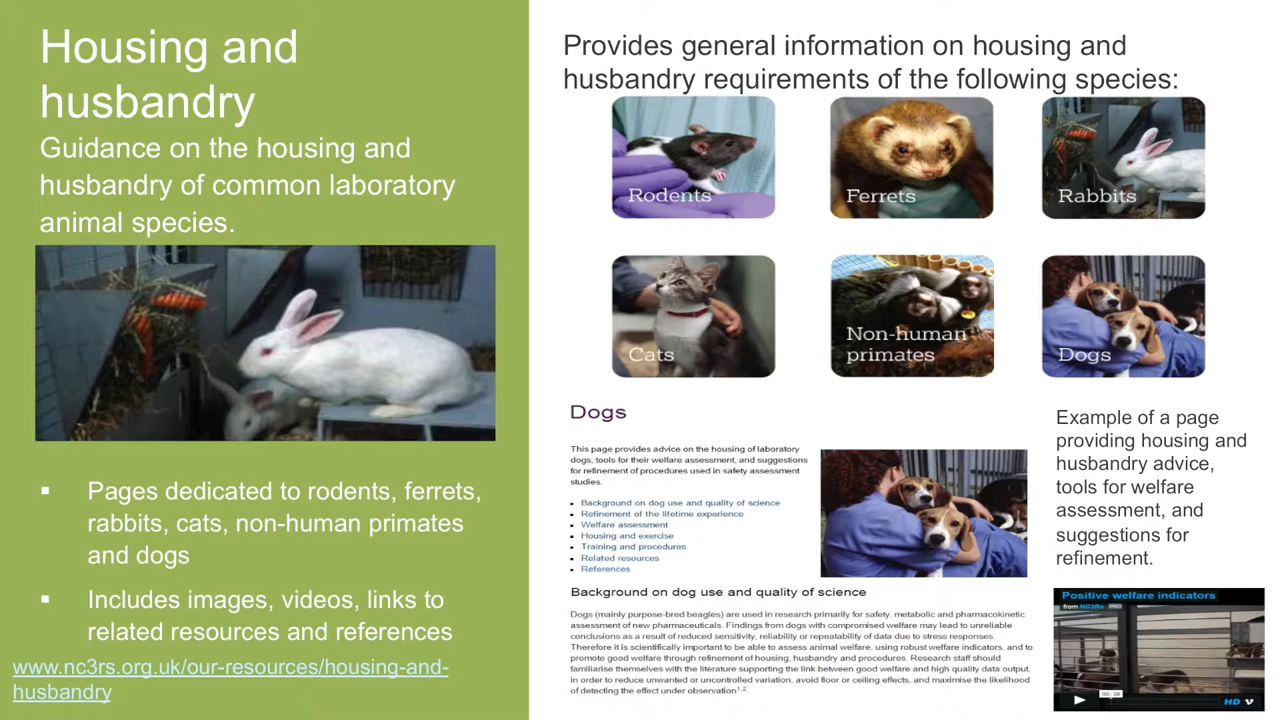 Housing and
husbandry
Guidance on the housing and
husbandry of common laboratory
animal species.
▪ Pages dedicated to rodents, ferrets,
rabbits, cats, non-human primates
and dogs
▪ Includes images, videos, links to
related resources and references
www.nc3rs.org.uk/our-resources/housing-and-
husbandry
Provides general information on housing and
husbandry requirements of the following species:
Rodents
Ferrets
Rabbits
Cats
Non-human
primates
Dogs
Dogs
This page provides advice on the housing of laboratory
dogs, tools for their welfare assessment, and suggestions
for refinement of procedures used in safety assessment
studies.
▪ Background on dog use and quality of science
▪ Refinement of the lifetime experience
▪ Welfare assessment
▪ Housing and exercise
▪ Training and procedures
▪ Related resources
▪ References
Background on dog use and quality of science
Dogs (mainly purpose-bred beagles) are used in research primarily for safety, metabolic and pharmacokinetic
assessment of new pharmaceuticals. Findings from dogs with compromised welfare may lead to unreliable
conclusions as a result of reduced sensitivity, reliability or repeatability of data due to stress responses.
Therefore it is scientifically important to be able to assess animal welfare, using robust welfare indicators, and to
promote good welfare through refinement of housing, husbandry and procedures. Research staff should
familiarise themselves with the literature supporting the link between good welfare and high quality data output,
in order to reduce unwanted or uncontrolled variation, avoid floor or ceiling effects, and maximise the likelihood
of detecting the effect under observation1,2.
Example of a page
providing housing and
husbandry advice,
tools for welfare
assessment, and
suggestions for
refinement.
Positive welfare indicators
from NC3Rs PRO
00:38
HD